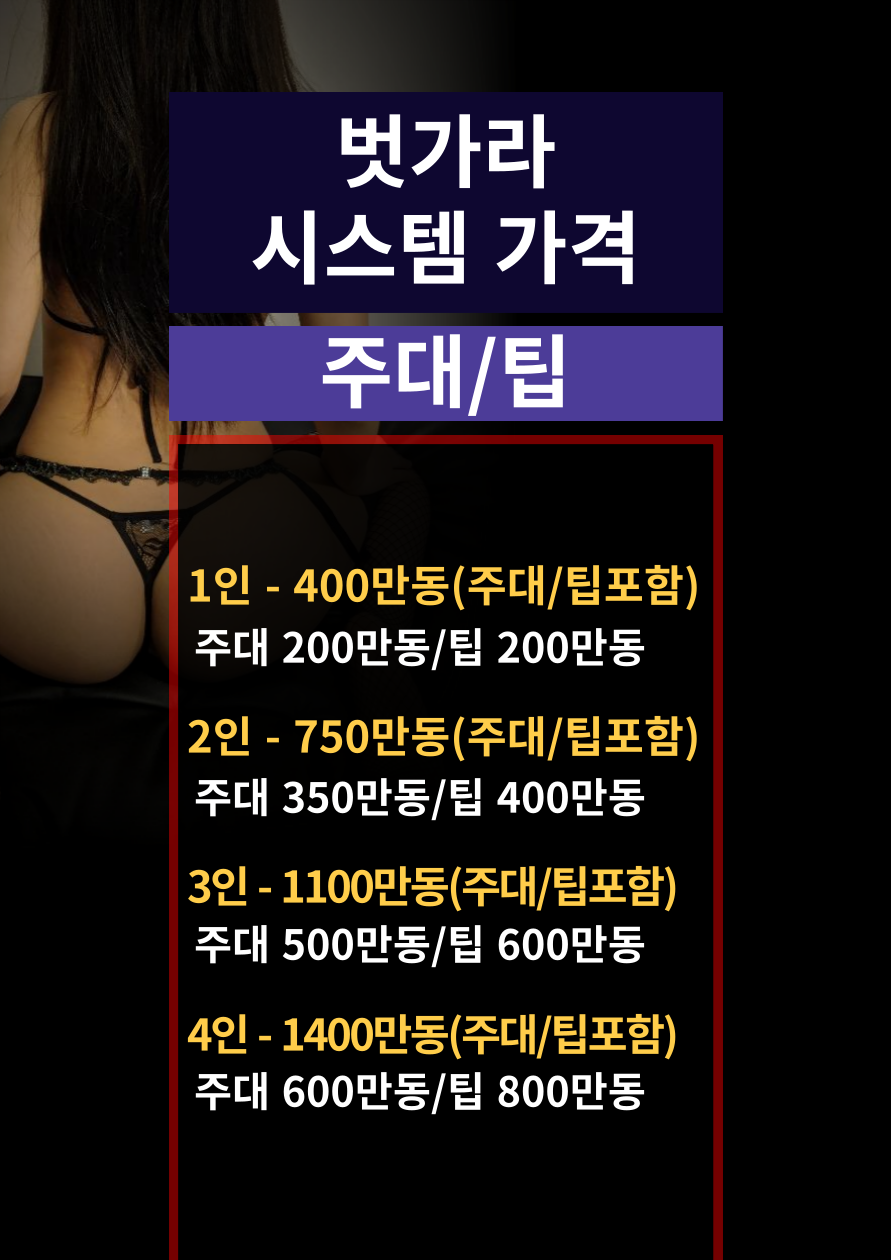 벗가라
시스템 가격
주대/팁
1인 - 400만동(주대/팁포함)
주대 200만동/팁 200만동
2인 - 750만동(주대/팁포함)
주대 350만동/팁 400만동
3인 - 1100만동(주대/팁포함)
주대 500만동/팁 600만동
4인 - 1400만동(주대/팁포함)
주대 600만동/팁 800만동